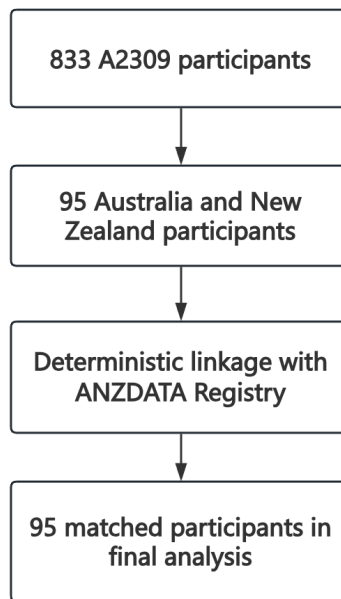 833 A2309 participants
95 Australia and New
Zealand participants
Deterministic linkage with
ANZDATA Registry
95 matched participants in
final analysis